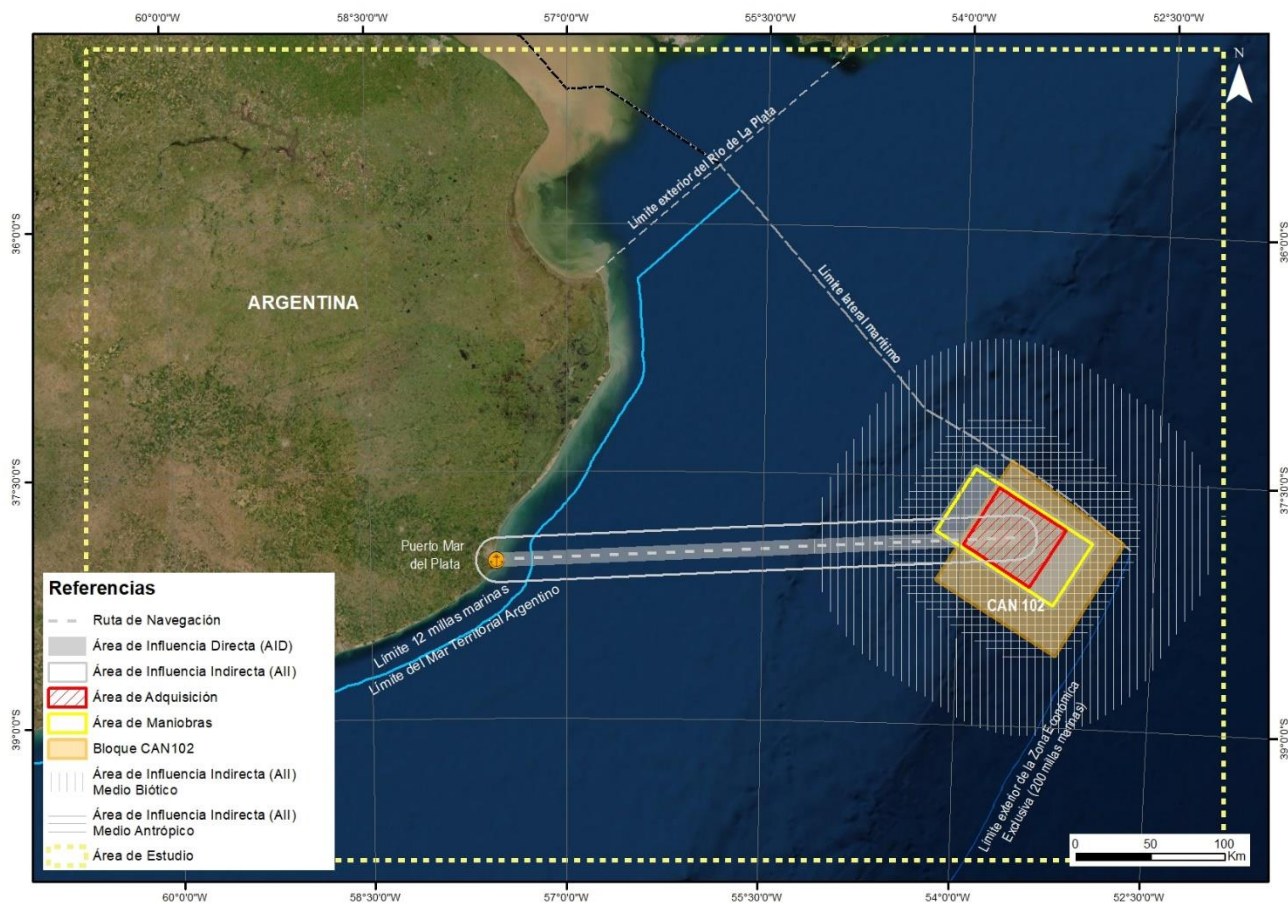 60°0'0"W
58°30'0"W
57°0'0"W
55°30'0"W
54°0'0"W
52°30'0"W
N
Límite exterior del Río de La Plata
36°0'0"S
36°0'0"S
ARGENTINA
Límite lateral marítimo
37°30'0"S
37°30'0"S
Puerto Mar
del Plata
CAN 102
Límite 12 millas marinas
Límite del Mar Territorial Argentino
39°0'0"S
39°0'0"S
Límite exterior de la Zona Económica
Exclusiva (200 millas marinas)
Referencias
Ruta de Navegación
Área de Influencia Directa (AID)
Área de Influencia Indirecta (AII)
Área de Adquisición
Área de Maniobras
Bloque CAN102
Área de Influencia Indirecta (AII)
Medio Biótico
Área de Influencia Indirecta (AII)
Medio Antrópico
Área de Estudio
0 50 100
Km
60°0'0"W
58°30'0"W
57°0'0"W
55°30'0"W
54°0'0"W
52°30'0"W